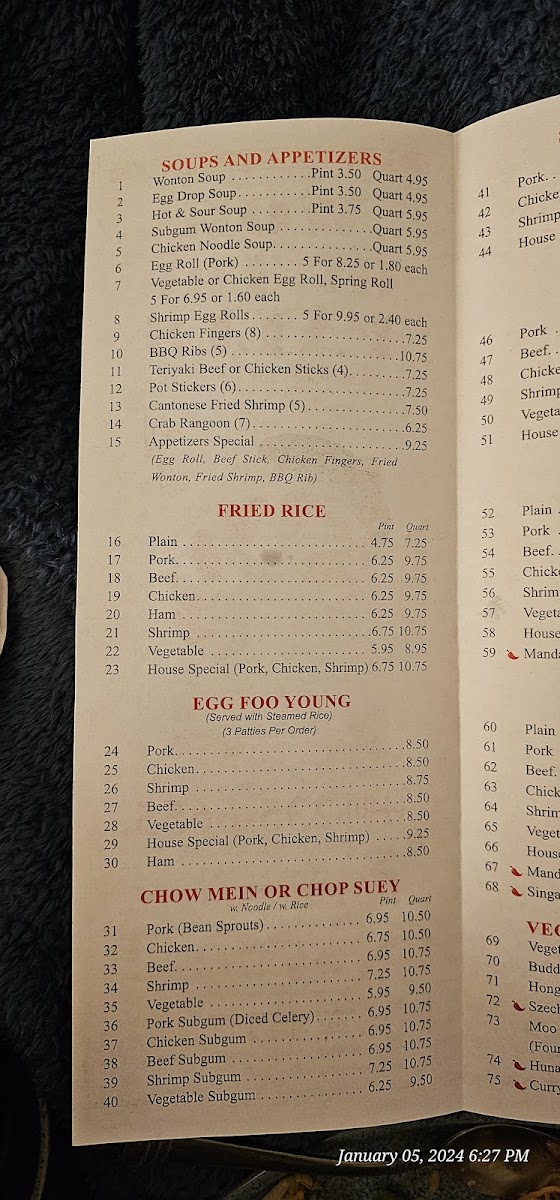 SOUPS AND APPETIZERS
1 Wonton Soup ...........Pint 3.50 Quart 4.95
2 Egg Drop Soup...........Pint 3.50 Quart 4.95
3 Hot & Sour Soup .........Pint 3.75 Quart 5.95
4 Subgum Wonton Soup ..............Quart 5.95
5 Chicken Noodle Soup..............Quart 5.95
6 Egg Roll (Pork) ........ 5 For 8.25 or 1.80 each
7 Vegetable or Chicken Egg Roll, Spring Roll
5 For 6.95 or 1.60 each
8 Shrimp Egg Rolls....... 5 For 9.95 or 2.40 each
9 Chicken Fingers (8) .......................7.25
10 BBQ Ribs (5) ............................10.75
11 Teriyaki Beef or Chicken Sticks (4)..........7.25
12 Pot Stickers (6)...........................7.25
13 Cantonese Fried Shrimp (5).................7.50
14 Crab Rangoon (7).........................6.25
15 Appetizers Special ........................9.25
(Egg Roll, Beef Stick, Chicken Fingers, Fried
Wonton, Fried Shrimp, BBQ Rib)
FRIED RICE
Pint Quart
16 Plain ............................... 4.75 7.25
17 Pork................................ 6.25 9.75
18 Beef................................ 6.25 9.75
19 Chicken............................. 6.25 9.75
20 Ham ............................... 6.25 9.75
21 Shrimp .............................6.75 10.75
22 Vegetable .......................... 5.95 8.95
23 House Special (Pork, Chicken, Shrimp) 6.75 10.75
EGG FOO YOUNG
(Served with Steamed Rice)
(3 Patties Per Order)
24 Pork.....................................8.50
25 Chicken..................................8.50
26 Shrimp ..................................8.75
27 Beef.....................................8.50
28 Vegetable ................................8.50
29 House Special (Pork, Chicken, Shrimp) .....9.25
30 Ham ....................................8.50
CHOW MEIN OR CHOP SUEY
w. Noodle / w. Rice
Pint Quart
31 Pork (Bean Sprouts).............. 6.95 10.50
32 Chicken......................... 6.75 10.50
33 Beef............................ 6.95 10.75
34 Shrimp ......................... 7.25 10.75
35 Vegetable ....................... 5.95 9.50
36 Pork Subgum (Diced Celery)....... 6.95 10.75
37 Chicken Subgum ................. 6.95 10.75
38 Beef Subgum .................... 6.95 10.75
39 Shrimp Subgum .................. 7.25 10.75
40 Vegetable Subgum ................ 6.25 9.50
41 Pork. .
42 Chicke
43 Shrimp
44 House
46 Pork .
47 Beef. .
48 Chicke
49 Shrimp
50 Vegeta
51 House
52 Plain .
53 Pork .
54 Beef. .
55 Chick
56 Shrim
57 Vegeta
58 House
59 Manda
60 Plain
61 Pork
62 Beef.
63 Chick
64 Shrim
65 Veget
66 House
67 Mand
68 Singa
VEG
69 Veget
70 Budd
71 Hong
72 Szech
73 Moo
(Four
74 Huna
75 Curry
January 05, 2024 6:27 PM